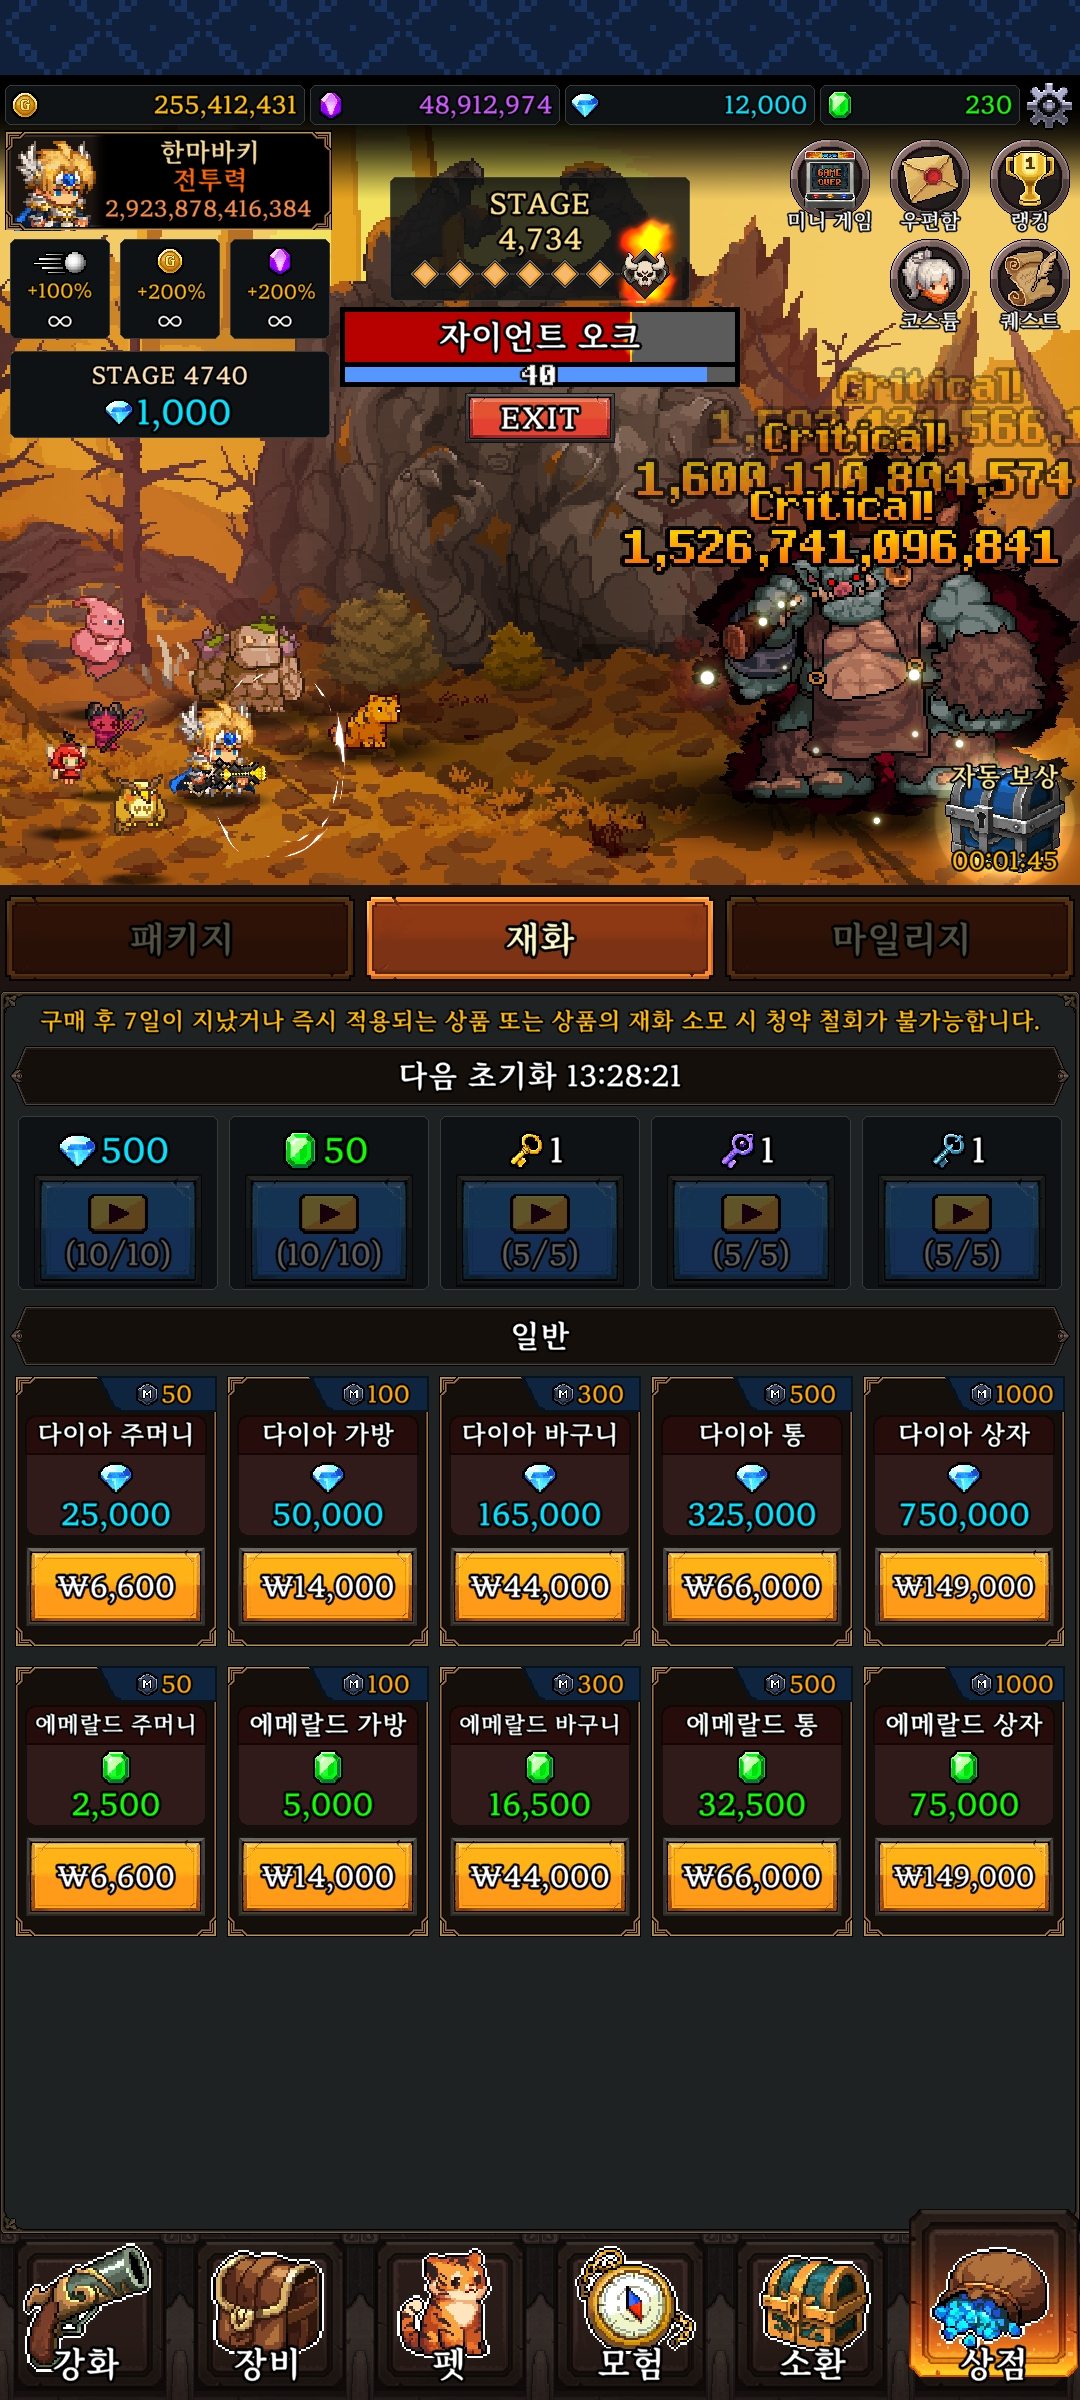 255,412,431
48,912,974
12,000
230
한마바키
전투력
2,923,878,416,384
STAGE
4,734
미니 게임
우편함
랭킹
+100%
+200%
+200%
∞
∞
∞
코스튬
퀘스트
자이언트 오크
40
EXIT
STAGE 4740
1,000
Critical!
Critical!
1,600,110,804,574
Critical!
1,526,741,096,841
자동 보상
00:01:45
패키지
재화
마일리지
구매 후 7일이 지났거나 즉시 적용되는 상품 또는 상품의 재화 소모 시 청약 철회가 불가능합니다.
다음 초기화 13:28:21
500
50
1
1
1
(10/10)
(10/10)
(5/5)
(5/5)
(5/5)
일반
50
100
300
500
1000
다이아 주머니
다이아 가방
다이아 바구니
다이아 통
다이아 상자
25,000
50,000
165,000
325,000
750,000
₩6,600
₩14,000
₩44,000
₩66,000
₩149,000
50
100
300
500
1000
에메랄드 주머니
에메랄드 가방
에메랄드 바구니
에메랄드 통
에메랄드 상자
2,500
5,000
16,500
32,500
75,000
₩6,600
₩14,000
₩44,000
₩66,000
₩149,000
강화
장비
펫
모험
소환
상점